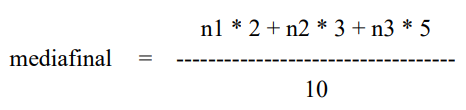 n1 * 2 + n2 * 3 + n3 * 5
mediafinal = -----------------------------------
10